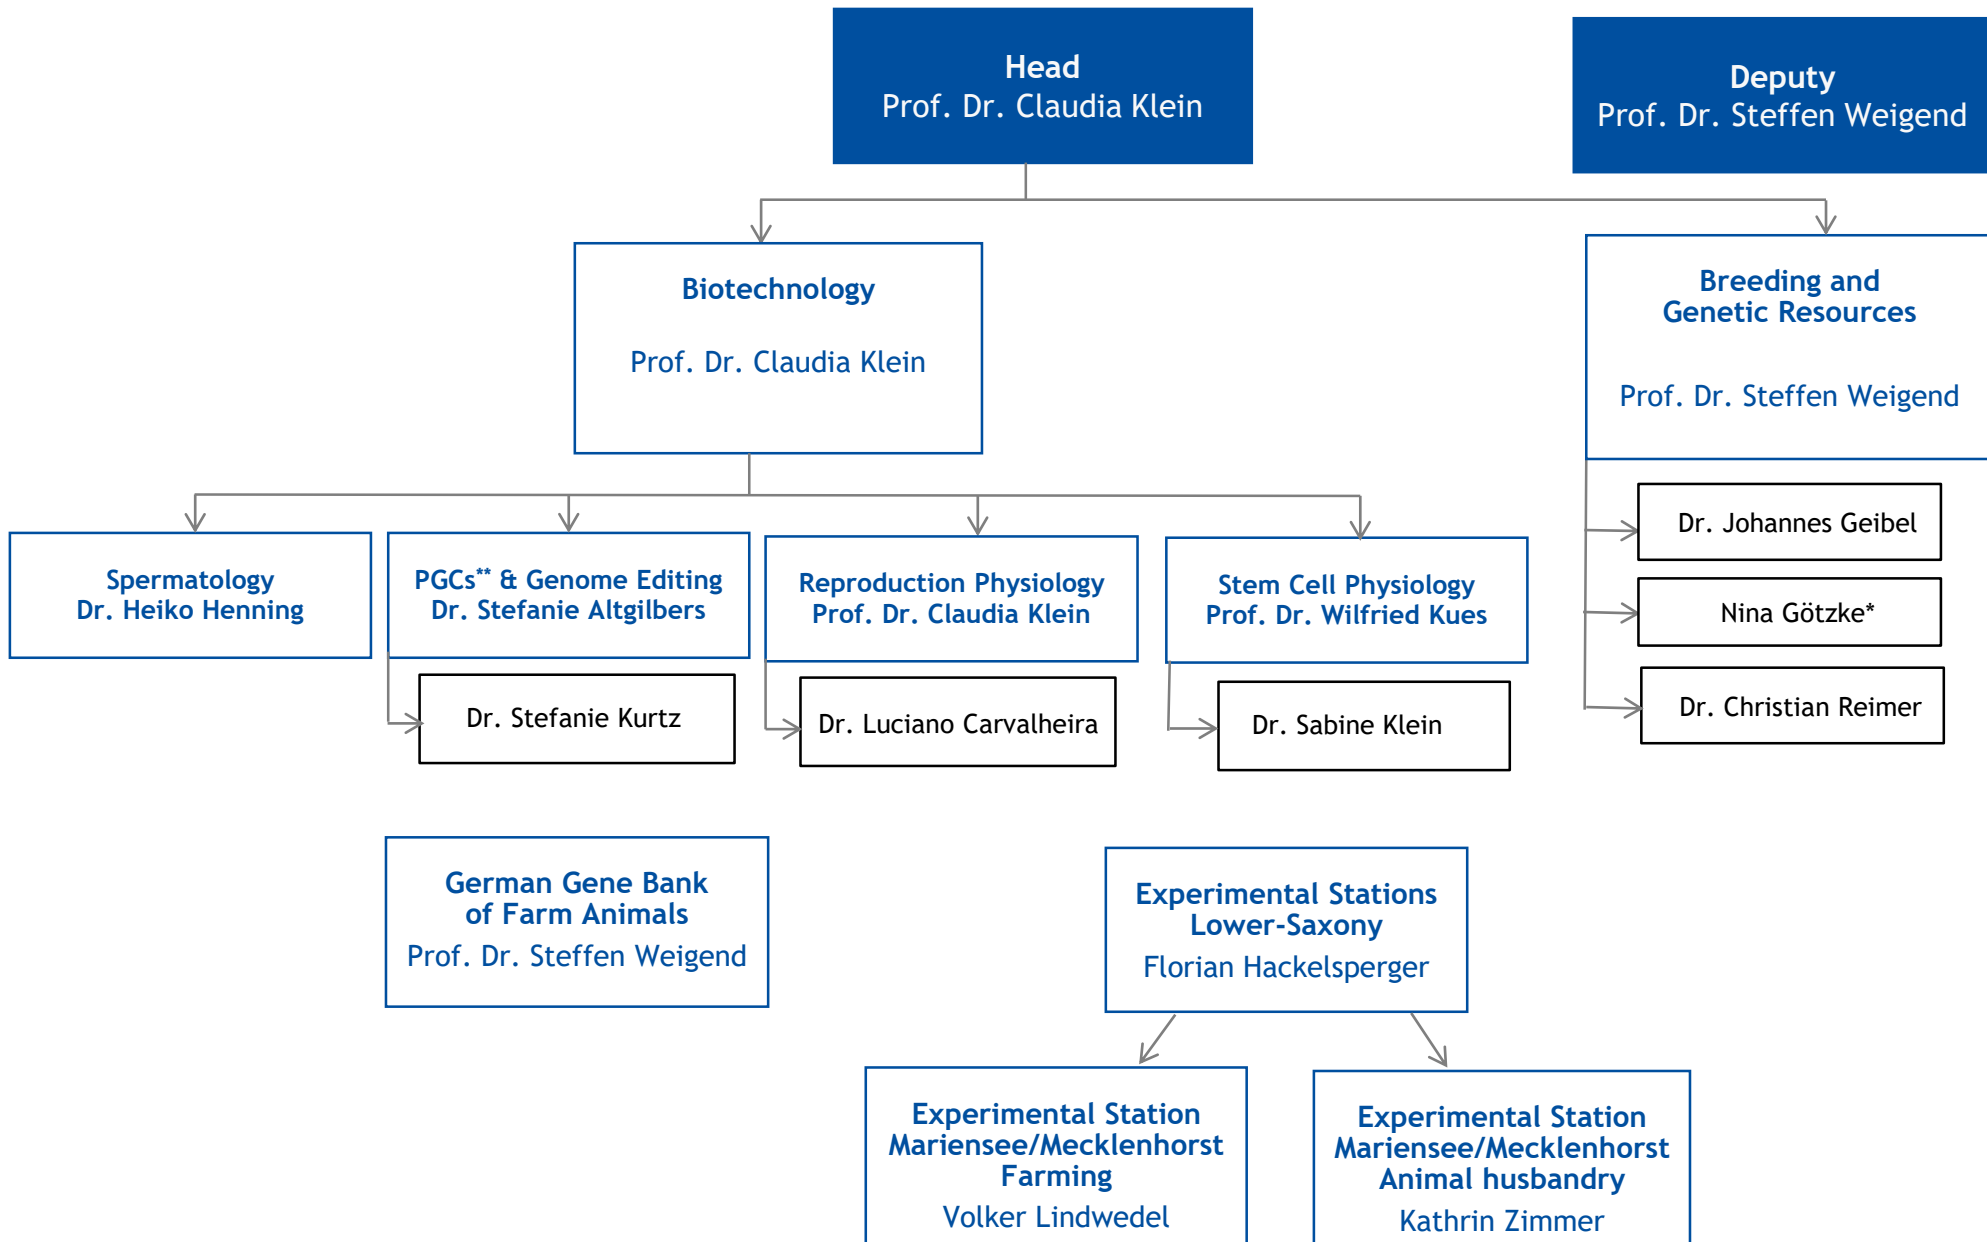 Head
Prof. Dr. Claudia Klein
Deputy
Prof. Dr. Steffen Weigend
Biotechnology
Prof. Dr. Claudia Klein
Breeding and
Genetic Resources
Prof. Dr. Steffen Weigend
Spermatology
Dr. Heiko Henning
PGCs** & Genome Editing
Dr. Stefanie Altgilbers
Reproduction Physiology
Prof. Dr. Claudia Klein
Stem Cell Physiology
Prof. Dr. Wilfried Kues
Dr. Johannes Geibel
Nina Götzke*
Dr. Christian Reimer
Dr. Stefanie Kurtz
Dr. Luciano Carvalheira
Dr. Sabine Klein
German Gene Bank
of Farm Animals
Prof. Dr. Steffen Weigend
Experimental Stations
Lower-Saxony
Florian Hackelsperger
Experimental Station
Mariensee/Mecklenhorst
Farming
Volker Lindwedel
Experimental Station
Mariensee/Mecklenhorst
Animal husbandry
Kathrin Zimmer